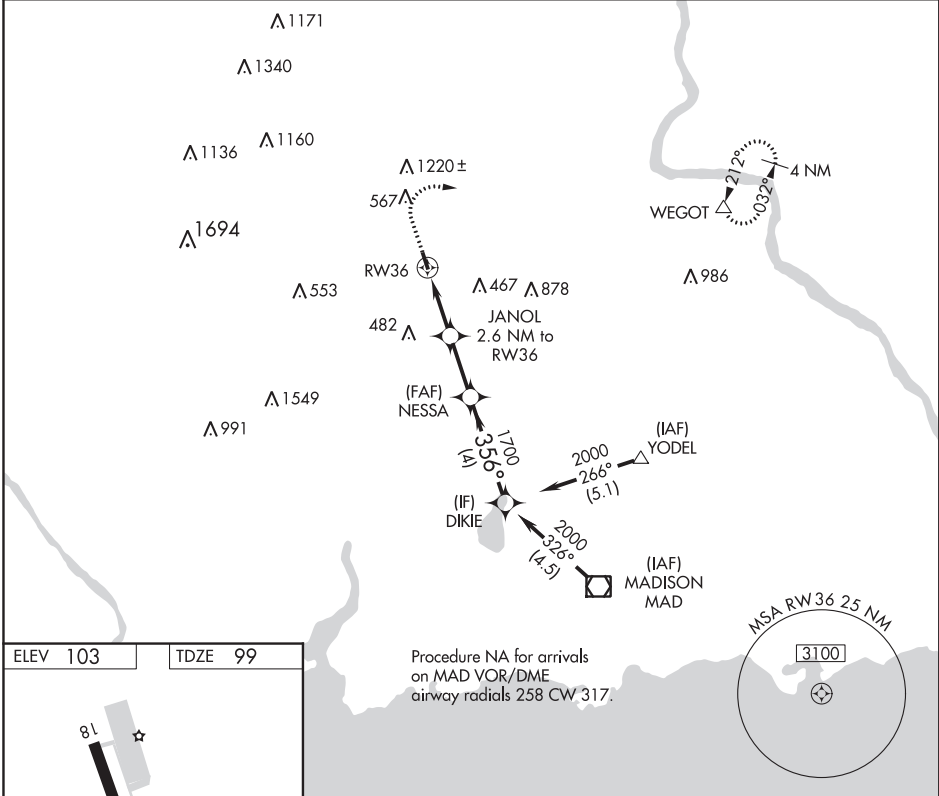 1171
1340
1136
1160
1220 ±
567
1694
212°
032°
4 NM
WEGOT
RW36
553
467
878
986
482
JANOL
2.6 NM to
RW36
(FAF)
NESSA
1549
991
1700
356°
(4)
(IAF)
YODEL
2000
266°
(5.1)
(IF)
DIKIE
2000
326°
(4.5)
(IAF)
MADISON
MAD
MSA RW36 25 NM
3100
ELEV 103
TDZE 99
Procedure NA for arrivals
on MAD VOR/DME
airway radials 258 CW 317.
18